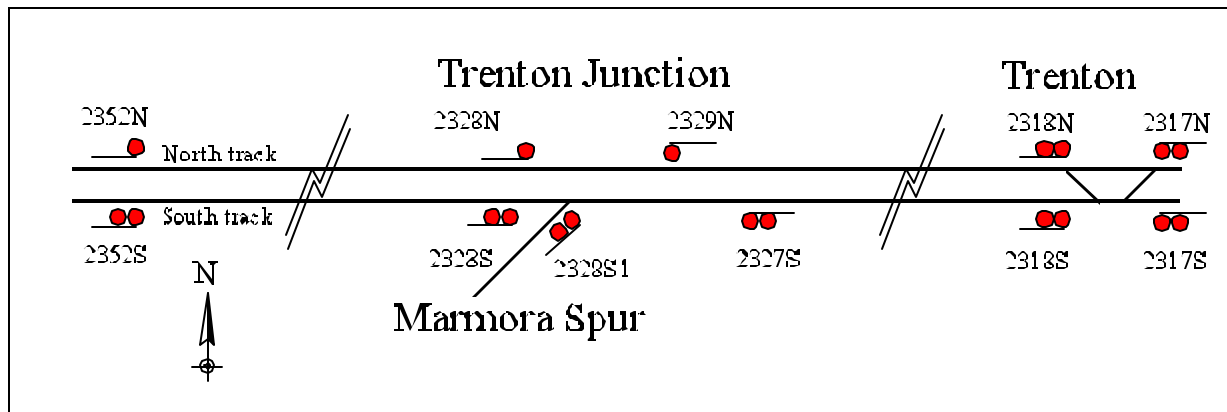 Trenton Junction
Trenton
2352N
2328N
2329N
2318N
2317N
North track
South track
2352S
2328S
2328S1
2327S
2318S
2317S
N
Marmora Spur